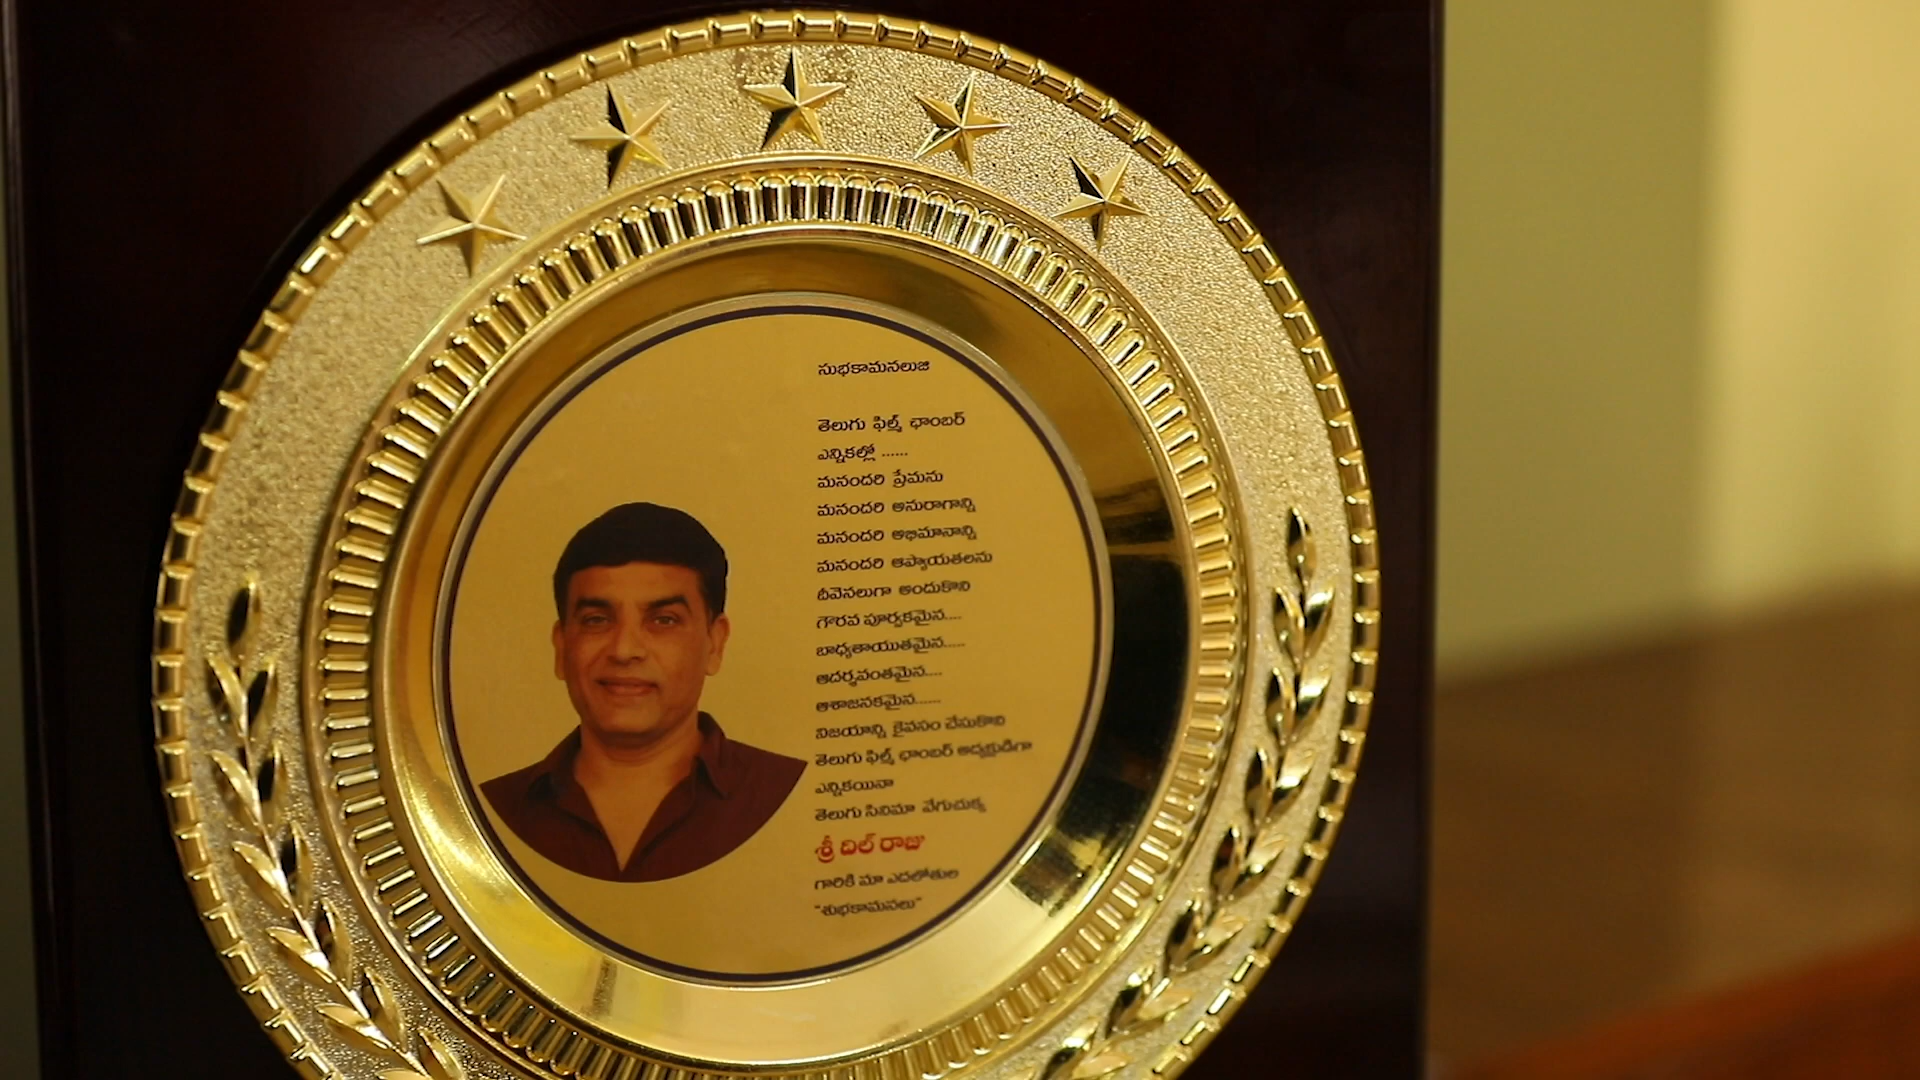 సుభకామనలుజి
తెలుగు ఫిల్మ్ ఛాంబర్
ఎన్నికల్లో ......
మనందరి ప్రేమను
మనందరి అనురాగాన్ని
మనందరి అభిమానాన్ని
మనందరి ఆప్యాయతలను
దీవెనలుగా అందుకొని
గౌరవ పూర్వకమైన....
బాధ్యతాయుతమైన.....
ఆదర్శవంతమైన....
ఆశాజనకమైన......
విజయాన్ని కైవసం చేసుకొని
తెలుగు ఫిల్మ్ ఛాంబర్ అధ్యక్షుడిగా
ఎన్నికయినా
తెలుగు సినిమా వేగుచుక్క
శ్రీ దిల్ రాజు
గారికి మా ఎదలోతుల
"శుభకామనలు"